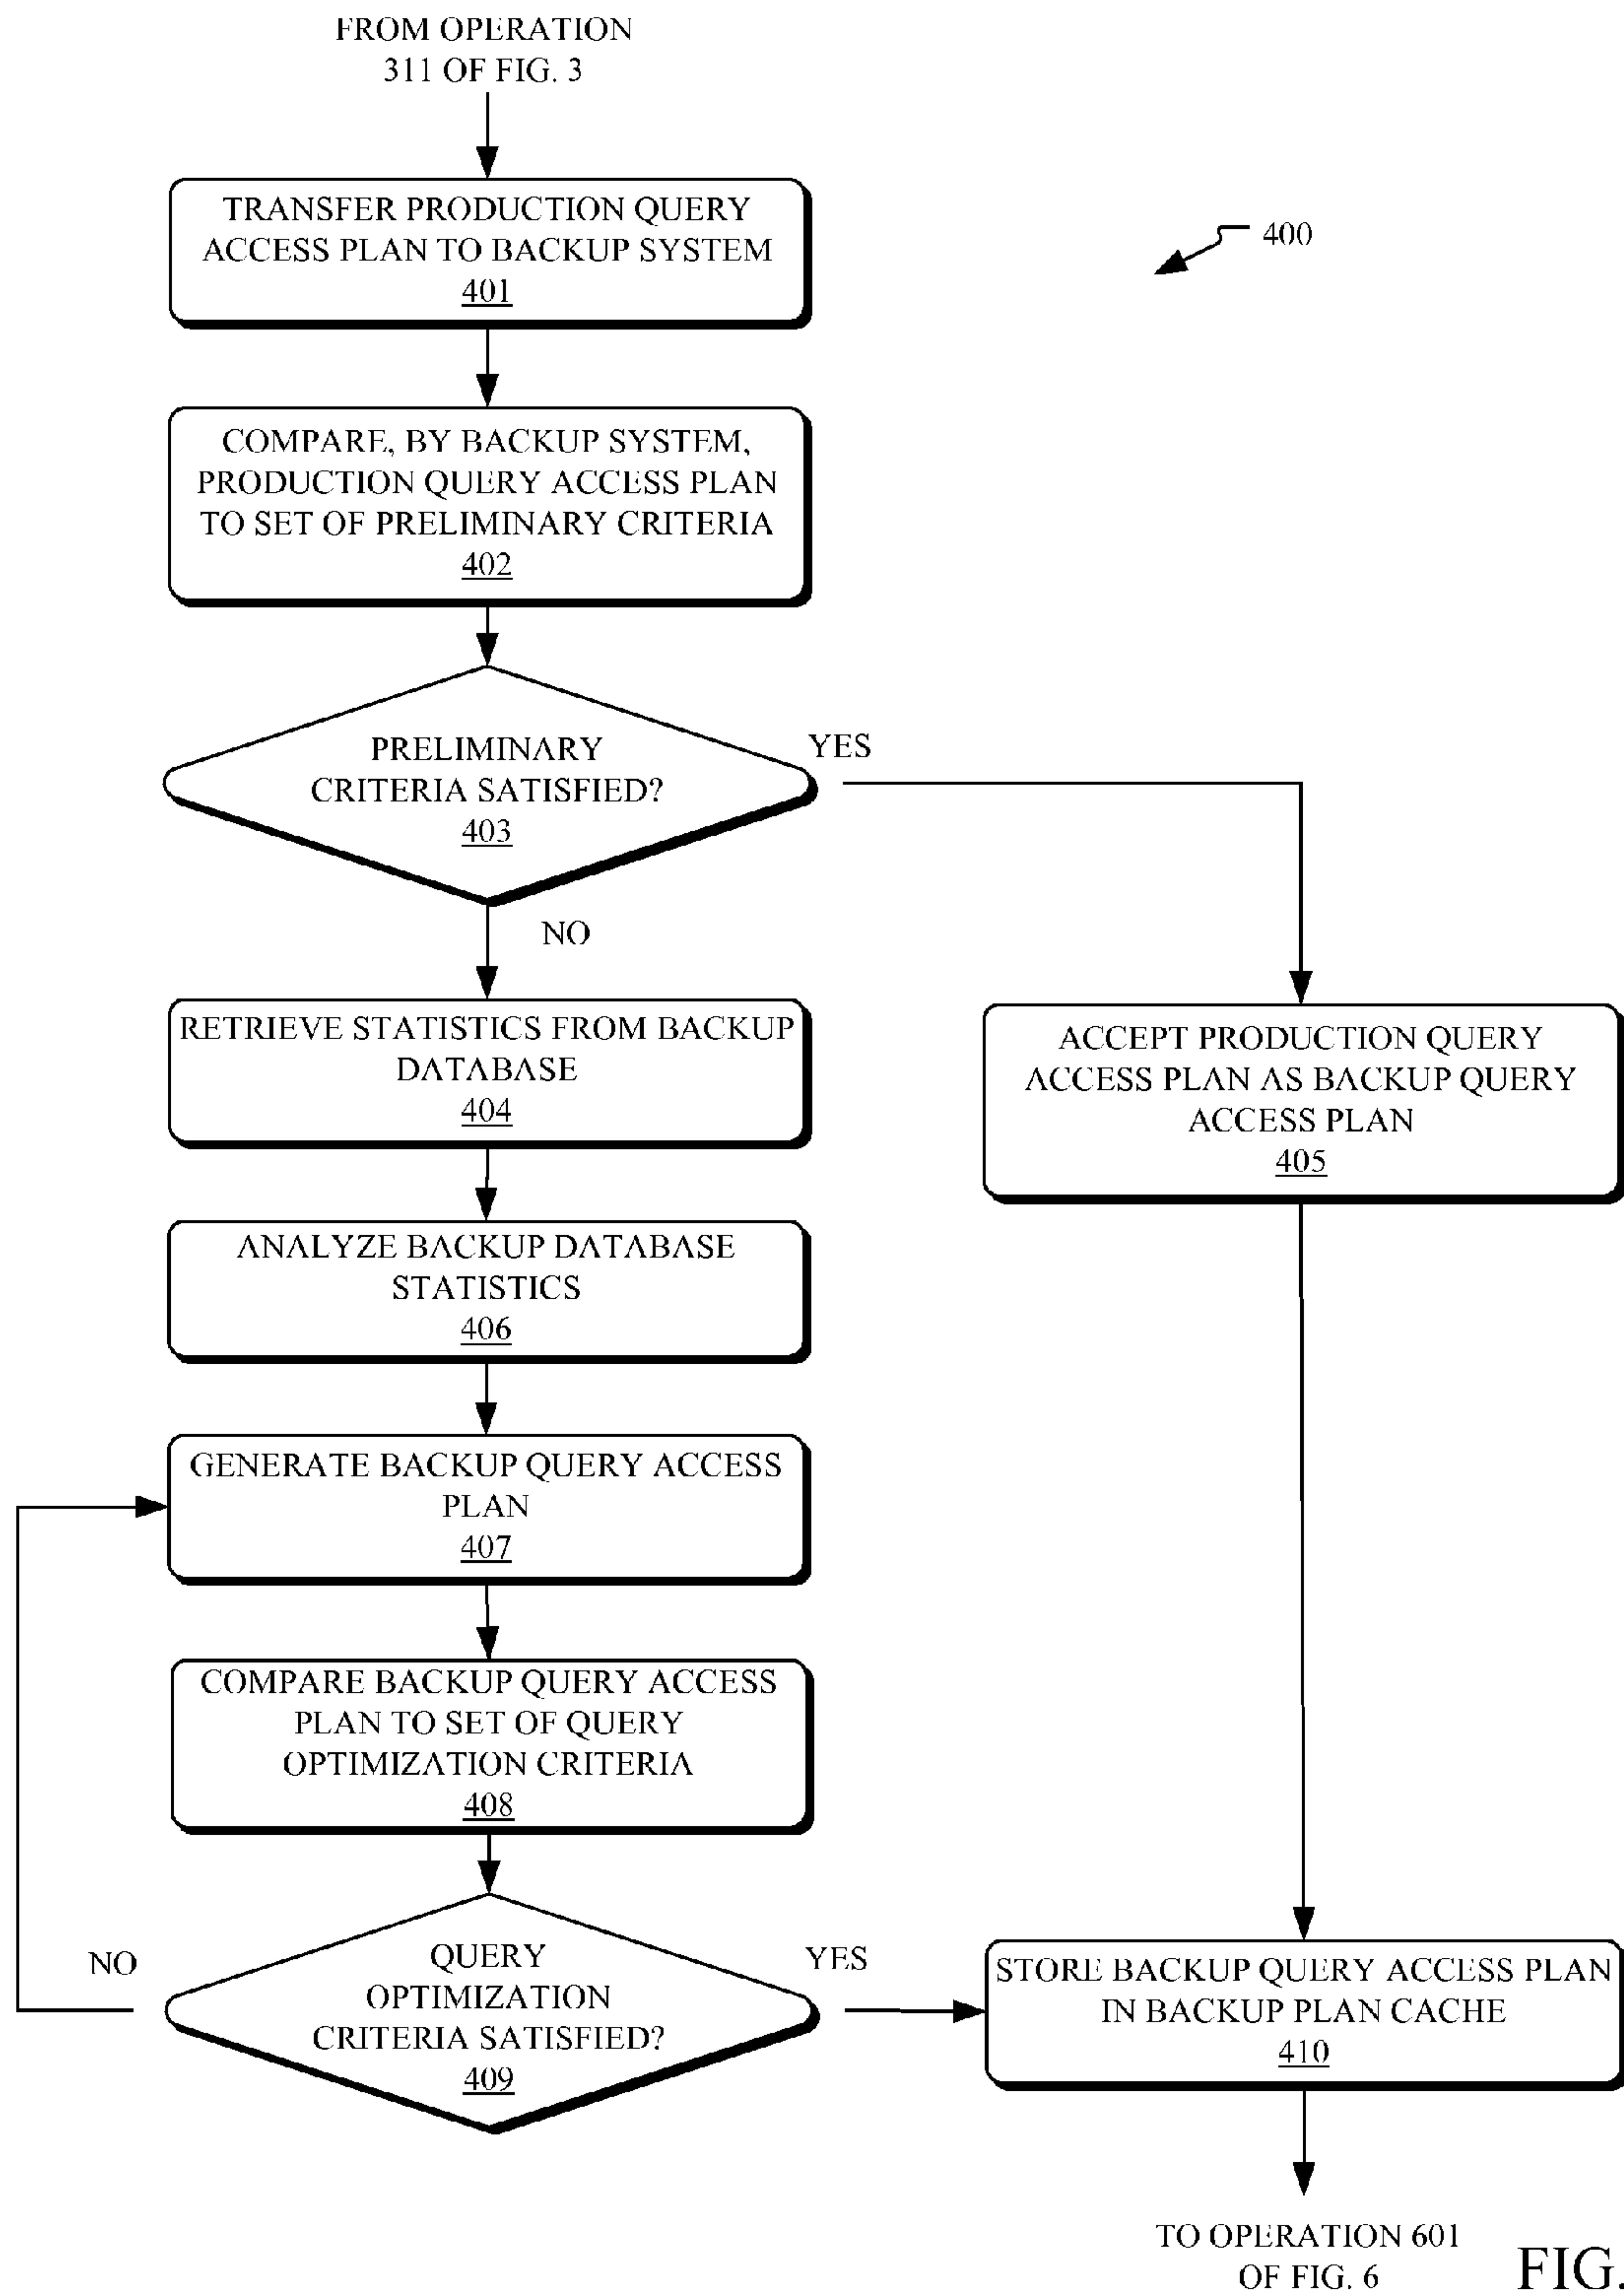 FROM OPERATION
311 OF FIG. 3
TRANSFER PRODUCTION QUERY
ACCESS PLAN TO BACKUP SYSTEM
401
400
COMPARE, BY BACKUP SYSTEM,
PRODUCTION QUERY ACCESS PLAN
TO SET OF PRELIMINARY CRITERIA
402
PRELIMINARY
CRITERIA SATISFIED?
403
YES
NO
RETRIEVE STATISTICS FROM BACKUP
DATABASE
404
ACCEPT PRODUCTION QUERY
ACCESS PLAN AS BACKUP QUERY
ACCESS PLAN
405
ANALYZE BACKUP DATABASE
STATISTICS
406
GENERATE BACKUP QUERY ACCESS
PLAN
407
COMPARE BACKUP QUERY ACCESS
PLAN TO SET OF QUERY
OPTIMIZATION CRITERIA
408
NO
QUERY
OPTIMIZATION
CRITERIA SATISFIED?
409
YES
STORE BACKUP QUERY ACCESS PLAN
IN BACKUP PLAN CACHE
410
TO OPERATION 601
OF FIG. 6
FIG.